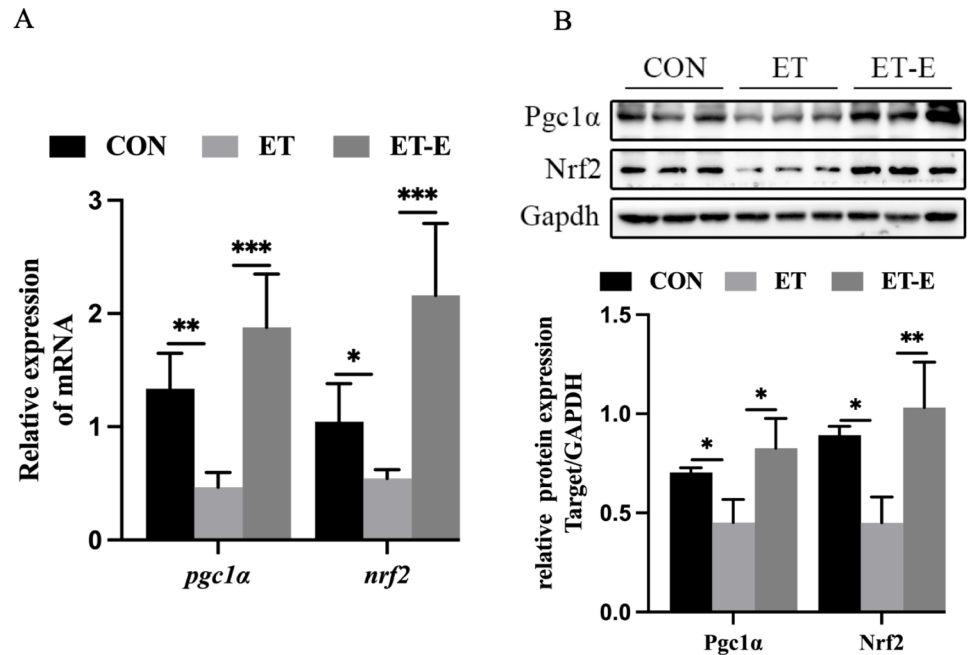 A
CON ET ET-E
Relative expression
of mRNA
3
2
1
0
** *** * ***
pgc1α nrf2
B
CON ET ET-E
Pgc1α
Nrf2
Gapdh
CON ET ET-E
relative protein expression
Target/GAPDH
1.5
1.0
0.5
0.0
* * * **
Pgc1α Nrf2